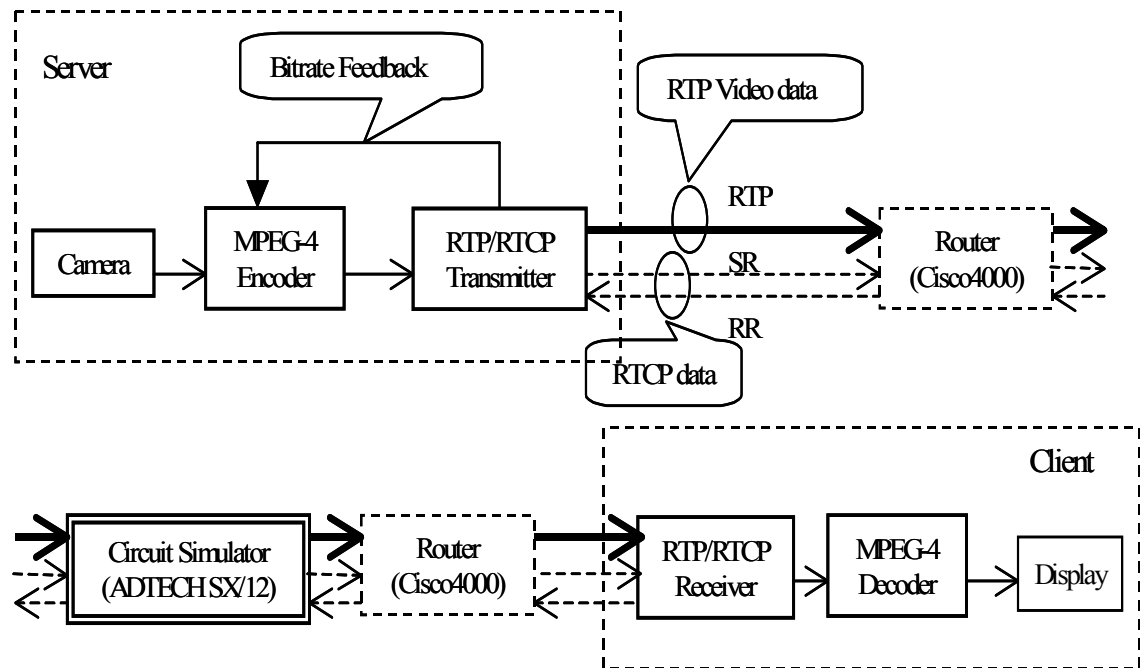 Server
Bitrate Feedback
RTP Video data
Camera
MPEG-4
Encoder
RTP/RTCP
Transmitter
RTP
SR
RR
Router
(Cisco4000)
RTCP data
Client
Circuit Simulator
(ADTECH SX/12)
Router
(Cisco4000)
RTP/RTCP
Receiver
MPEG-4
Decoder
Display